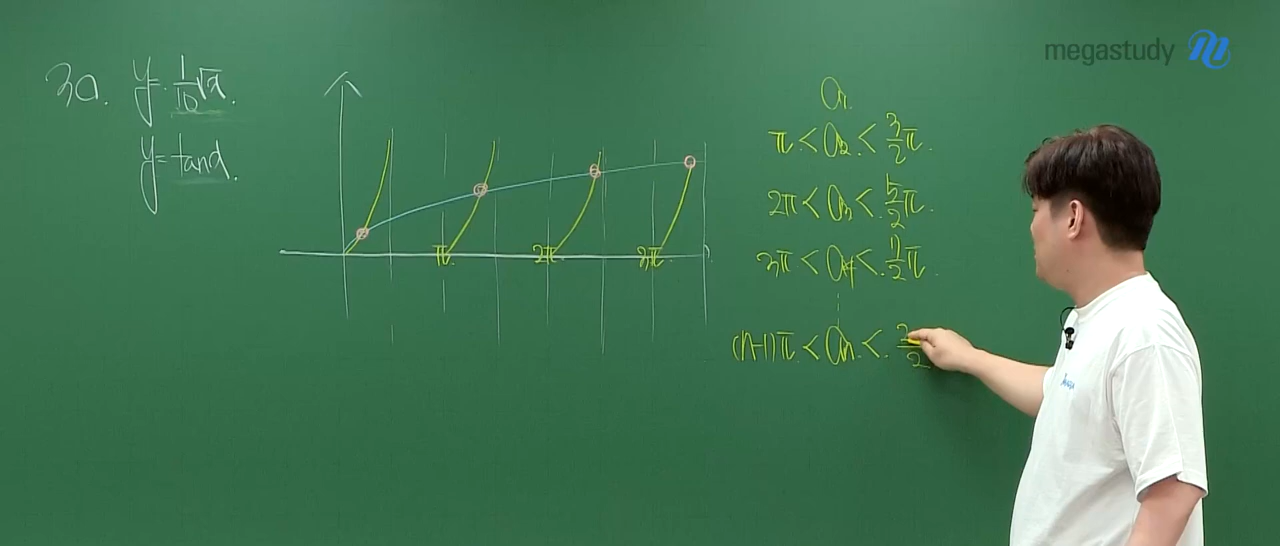 megastudy
30. y = 1/10 √x.
y = tanx.
π 2π 3π
a₁
π < a₂ < 3/2 π.
2π < a₃ < 5/2 π.
3π < a₄ < 7/2 π.
⋮
(n-1)π < aₙ < 2 /2